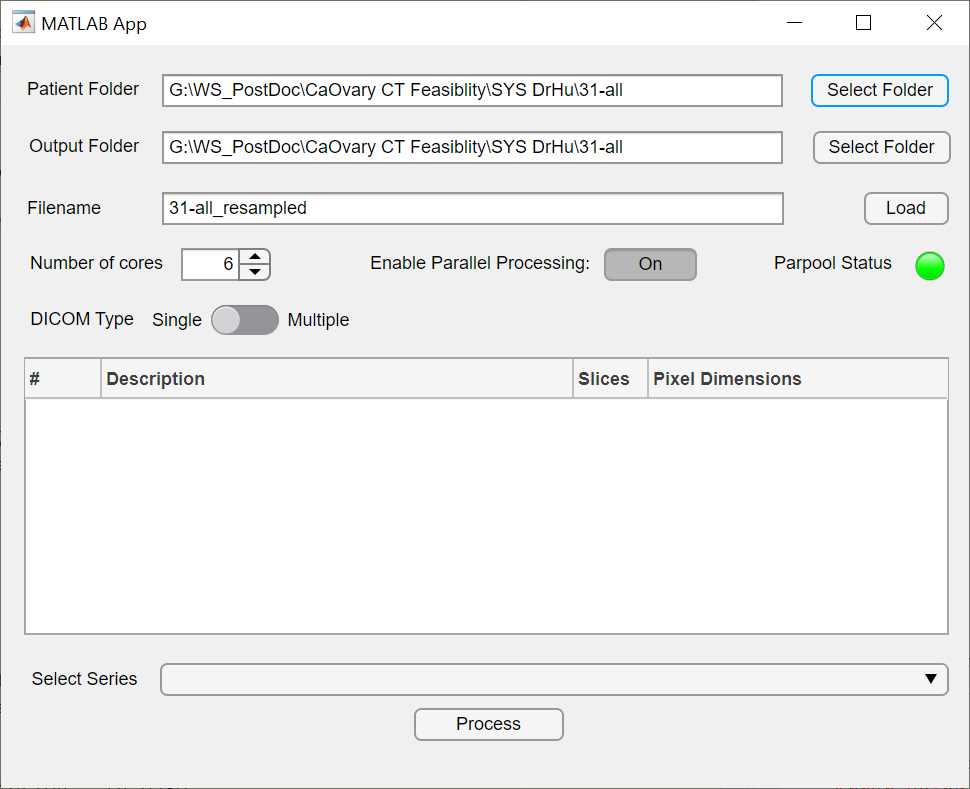 MATLAB App
Patient Folder G:\WS_PostDoc\CaOvary CT Feasiblity\SYS DrHu\31-all Select Folder
Output Folder G:\WS_PostDoc\CaOvary CT Feasiblity\SYS DrHu\31-all Select Folder
Filename 31-all_resampled Load
Number of cores 6 Enable Parallel Processing: On Parpool Status
DICOM Type Single Multiple
# Description Slices Pixel Dimensions
Select Series
Process